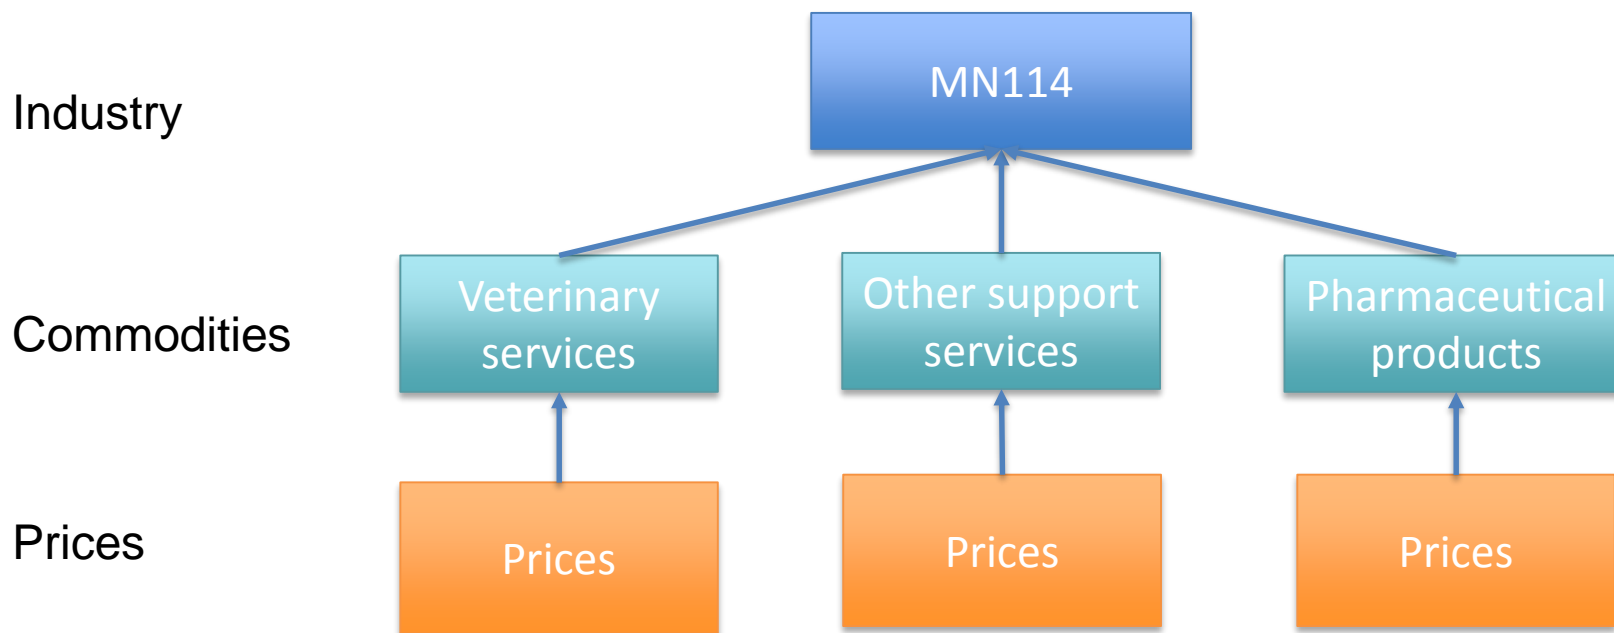 MN114
Industry
Veterinary
services
Other support
services
Pharmaceutical
products
Commodities
Prices
Prices
Prices
Prices